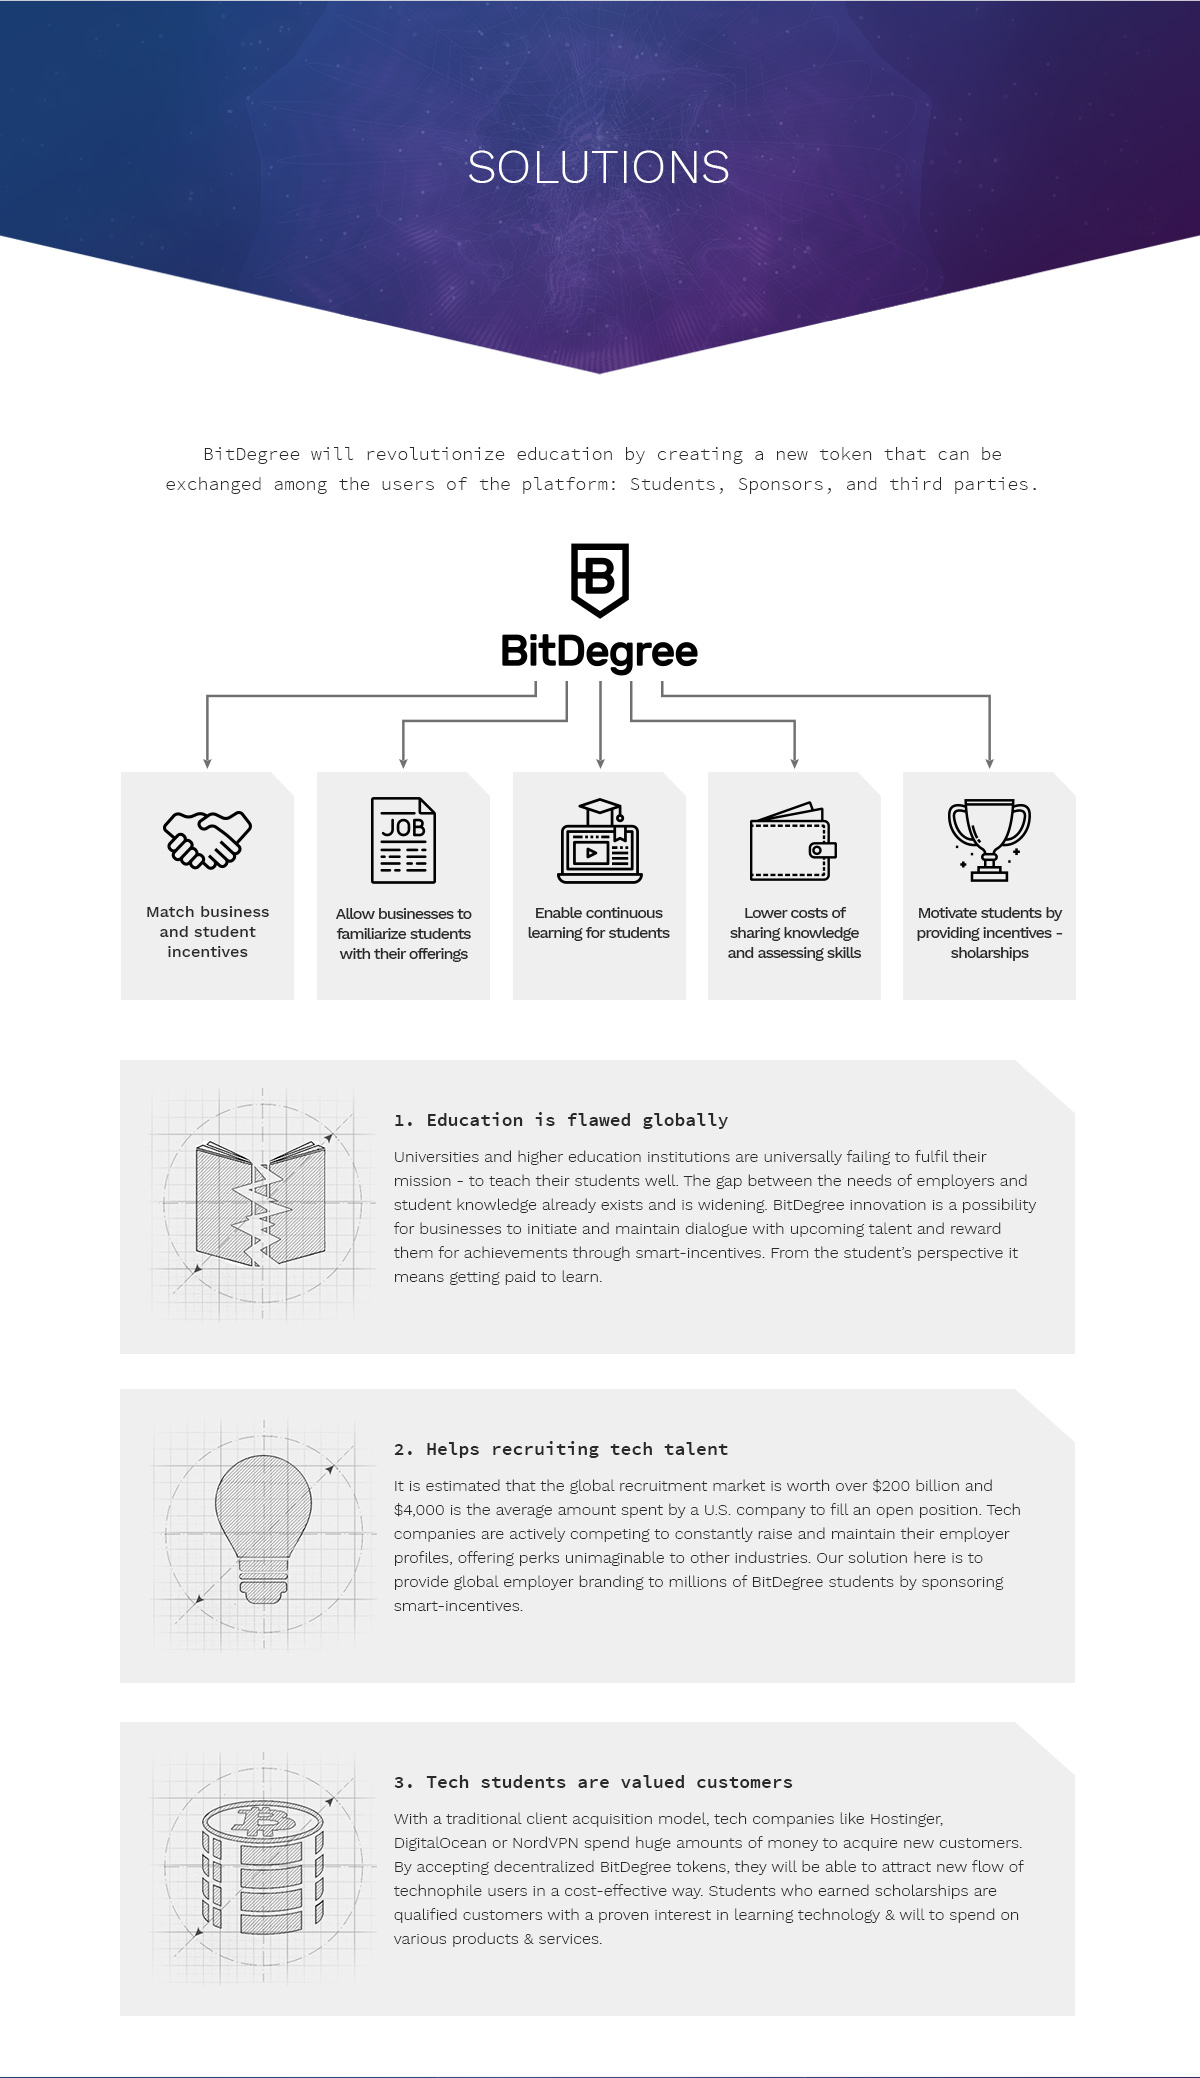 SOLUTIONS
BitDegree will revolutionize education by creating a new token that can be
exchanged among the users of the platform: Students, Sponsors, and third parties.
B
BitDegree
Match business
and student
incentives
JOB
Allow businesses to
familiarize students
with their offerings
Enable continuous
learning for students
Lower costs of
sharing knowledge
and assessing skills
Motivate students by
providing incentives -
sholarships
1. Education is flawed globally
Universities and higher education institutions are universally failing to fulfil their
mission - to teach their students well. The gap between the needs of employers and
student knowledge already exists and is widening. BitDegree innovation is a possibility
for businesses to initiate and maintain dialogue with upcoming talent and reward
them for achievements through smart-incentives. From the student’s perspective it
means getting paid to learn.
2. Helps recruiting tech talent
It is estimated that the global recruitment market is worth over $200 billion and
$4,000 is the average amount spent by a U.S. company to fill an open position. Tech
companies are actively competing to constantly raise and maintain their employer
profiles, offering perks unimaginable to other industries. Our solution here is to
provide global employer branding to millions of BitDegree students by sponsoring
smart-incentives.
3. Tech students are valued customers
With a traditional client acquisition model, tech companies like Hostinger,
DigitalOcean or NordVPN spend huge amounts of money to acquire new customers.
By accepting decentralized BitDegree tokens, they will be able to attract new flow of
technophile users in a cost-effective way. Students who earned scholarships are
qualified customers with a proven interest in learning technology & will to spend on
various products & services.